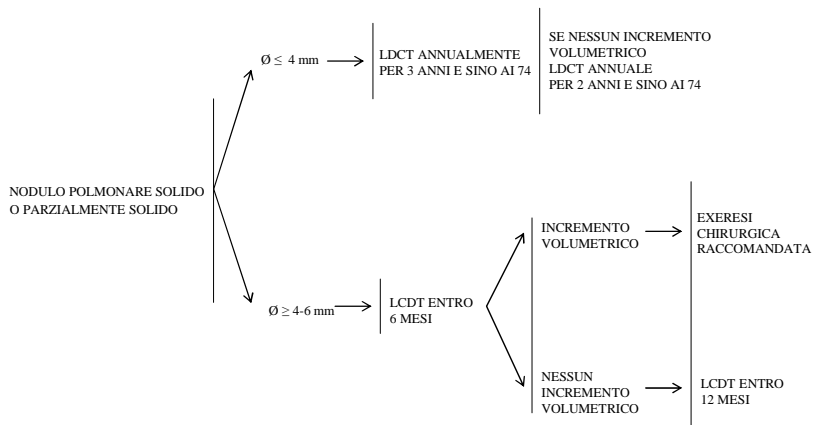 NODULO POLMONARE SOLIDO
O PARZIALMENTE SOLIDO
Ø ≤ 4 mm
LDCT ANNUALMENTE
PER 3 ANNI E SINO AI 74
SE NESSUN INCREMENTO
VOLUMETRICO
LDCT ANNUALE
PER 2 ANNI E SINO AI 74
Ø ≥ 4-6 mm
LCDT ENTRO
6 MESI
INCREMENTO
VOLUMETRICO
EXERESI
CHIRURGICA
RACCOMANDATA
NESSUN
INCREMENTO
VOLUMETRICO
LCDT ENTRO
12 MESI